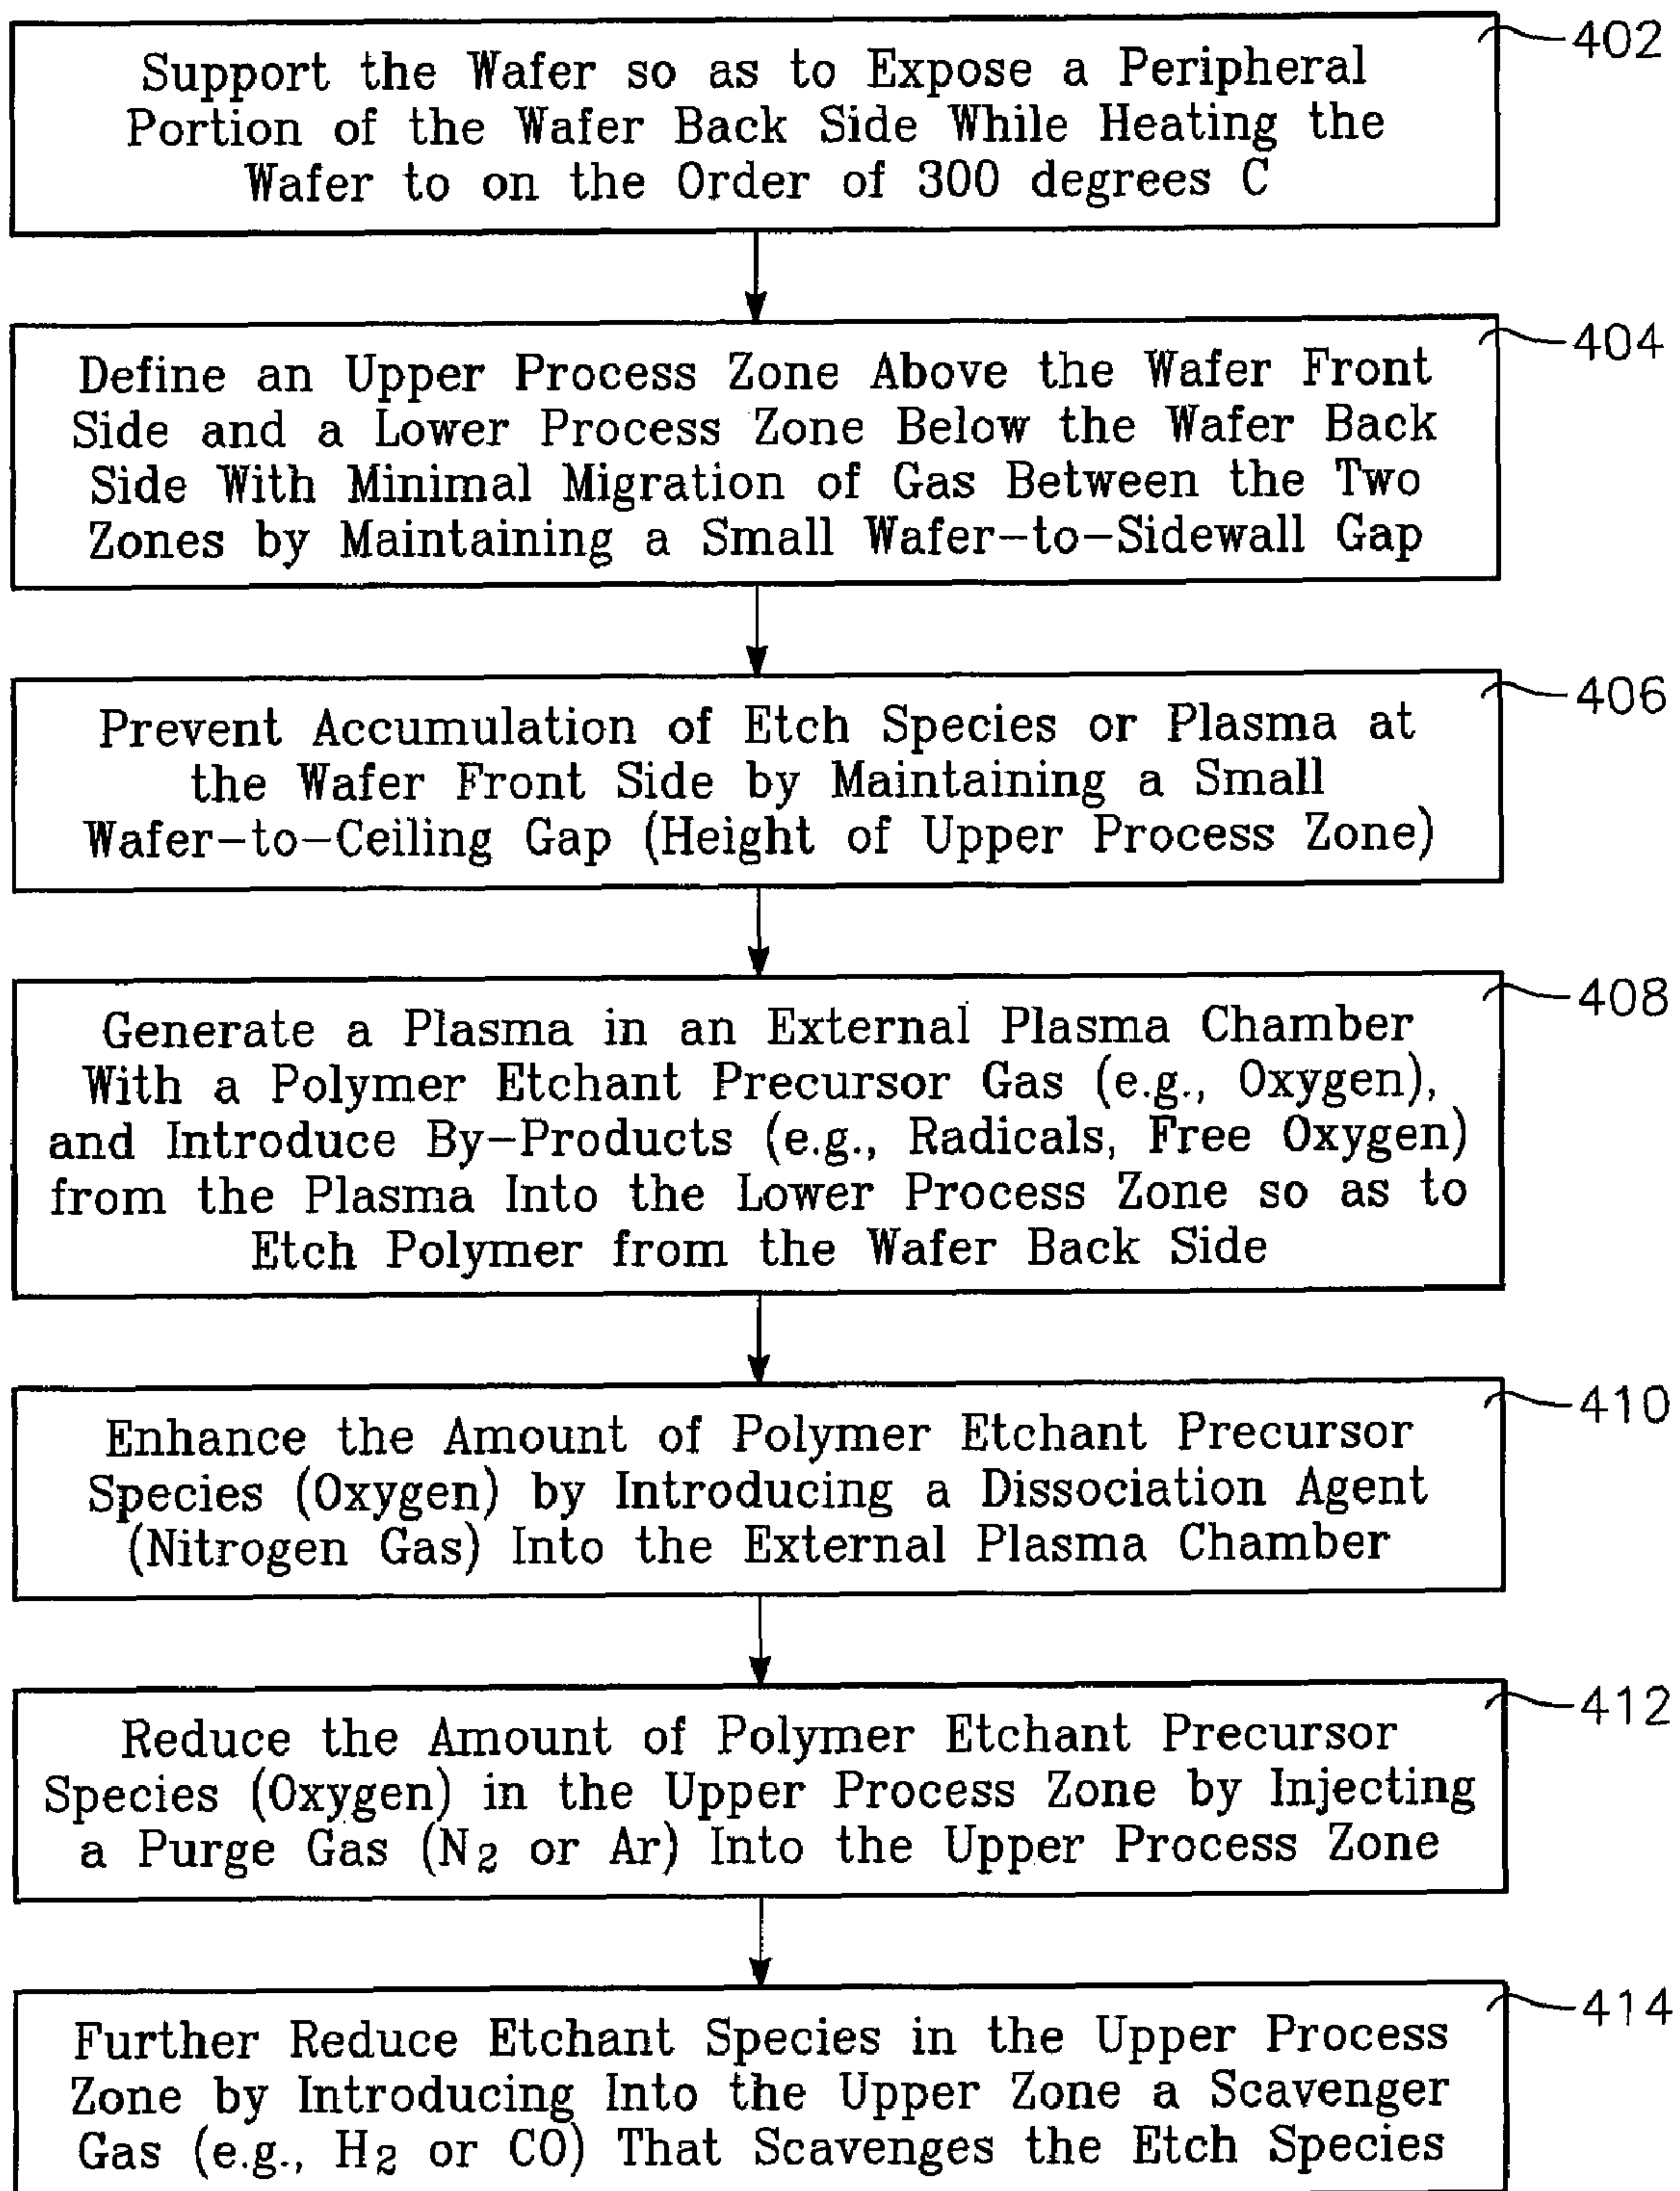 402
Support the Wafer so as to Expose a Peripheral
Portion of the Wafer Back Side While Heating the
Wafer to on the Order of 300 degrees C
404
Define an Upper Process Zone Above the Wafer Front
Side and a Lower Process Zone Below the Wafer Back
Side With Minimal Migration of Gas Between the Two
Zones by Maintaining a Small Wafer-to-Sidewall Gap
406
Prevent Accumulation of Etch Species or Plasma at
the Wafer Front Side by Maintaining a Small
Wafer-to-Ceiling Gap (Height of Upper Process Zone)
408
Generate a Plasma in an External Plasma Chamber
With a Polymer Etchant Precursor Gas (e.g., Oxygen),
and Introduce By-Products (e.g., Radicals, Free Oxygen)
from the Plasma Into the Lower Process Zone so as to
Etch Polymer from the Wafer Back Side
410
Enhance the Amount of Polymer Etchant Precursor
Species (Oxygen) by Introducing a Dissociation Agent
(Nitrogen Gas) Into the External Plasma Chamber
412
Reduce the Amount of Polymer Etchant Precursor
Species (Oxygen) in the Upper Process Zone by Injecting
a Purge Gas (N2 or Ar) Into the Upper Process Zone
414
Further Reduce Etchant Species in the Upper Process
Zone by Introducing Into the Upper Zone a Scavenger
Gas (e.g., H2 or CO) That Scavenges the Etch Species